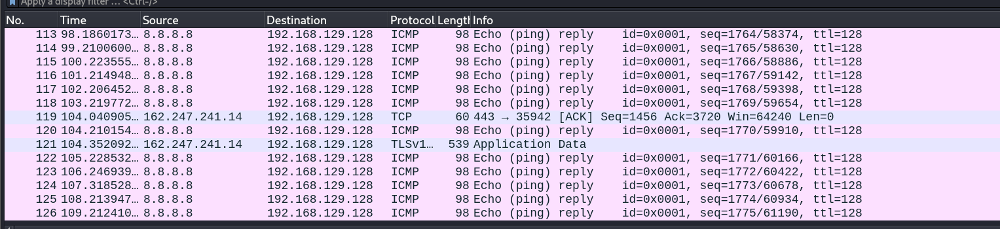 Apply a display filter … <Ctrl-/>
No. Time Source Destination Protocol Length Info
113 98.1860173… 8.8.8.8 192.168.129.128 ICMP 98 Echo (ping) reply id=0x0001, seq=1764/58374, ttl=128
114 99.2100600… 8.8.8.8 192.168.129.128 ICMP 98 Echo (ping) reply id=0x0001, seq=1765/58630, ttl=128
115 100.223555… 8.8.8.8 192.168.129.128 ICMP 98 Echo (ping) reply id=0x0001, seq=1766/58886, ttl=128
116 101.214948… 8.8.8.8 192.168.129.128 ICMP 98 Echo (ping) reply id=0x0001, seq=1767/59142, ttl=128
117 102.206452… 8.8.8.8 192.168.129.128 ICMP 98 Echo (ping) reply id=0x0001, seq=1768/59398, ttl=128
118 103.219772… 8.8.8.8 192.168.129.128 ICMP 98 Echo (ping) reply id=0x0001, seq=1769/59654, ttl=128
119 104.040905… 162.247.241.14 192.168.129.128 TCP 60 443 → 35942 [ACK] Seq=1456 Ack=3720 Win=64240 Len=0
120 104.210154… 8.8.8.8 192.168.129.128 ICMP 98 Echo (ping) reply id=0x0001, seq=1770/59910, ttl=128
121 104.352092… 162.247.241.14 192.168.129.128 TLSv1… 539 Application Data
122 105.228532… 8.8.8.8 192.168.129.128 ICMP 98 Echo (ping) reply id=0x0001, seq=1771/60166, ttl=128
123 106.246939… 8.8.8.8 192.168.129.128 ICMP 98 Echo (ping) reply id=0x0001, seq=1772/60422, ttl=128
124 107.318528… 8.8.8.8 192.168.129.128 ICMP 98 Echo (ping) reply id=0x0001, seq=1773/60678, ttl=128
125 108.213947… 8.8.8.8 192.168.129.128 ICMP 98 Echo (ping) reply id=0x0001, seq=1774/60934, ttl=128
126 109.212410… 8.8.8.8 192.168.129.128 ICMP 98 Echo (ping) reply id=0x0001, seq=1775/61190, ttl=128